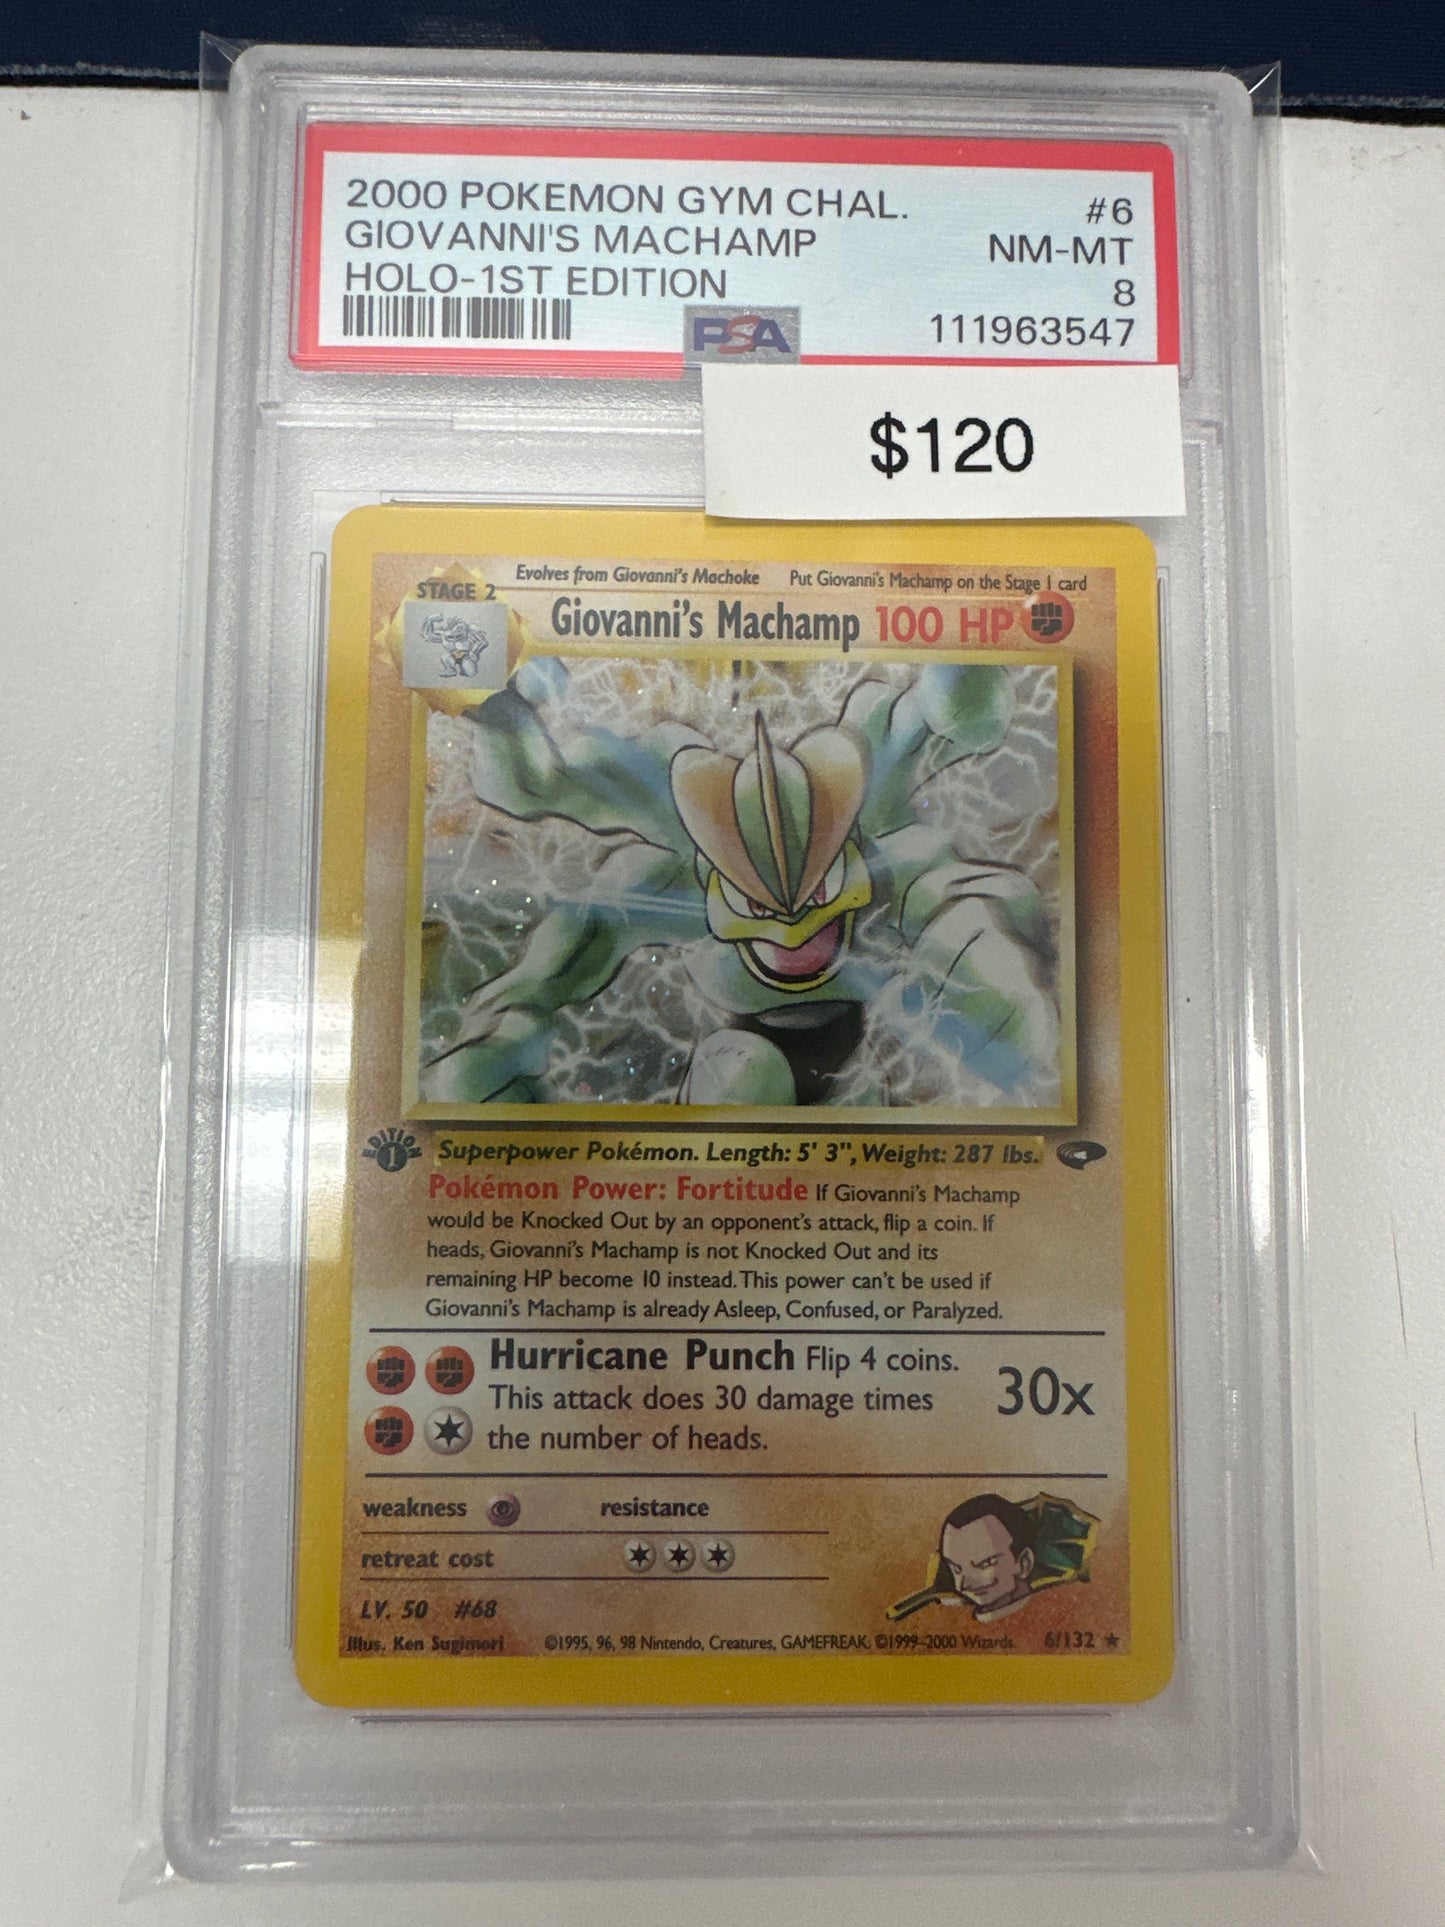 2000 POKEMON GYM CHAL. #6
GIOVANNI'S MACHAMP NM-MT
HOLO-1ST EDITION 8
PSA 111963547
$120
STAGE 2 Evolves from Giovanni's Machoke Put Giovanni's Machamp on the Stage 1 card
Giovanni's Machamp 100 HP
EDITION 1
Superpower Pokémon. Length: 5' 3", Weight: 287 lbs.
Pokémon Power: Fortitude If Giovanni's Machamp
would be Knocked Out by an opponent's attack, flip a coin. If
heads, Giovanni's Machamp is not Knocked Out and its
remaining HP become 10 instead. This power can't be used if
Giovanni's Machamp is already Asleep, Confused, or Paralyzed.
Hurricane Punch Flip 4 coins.
This attack does 30 damage times
the number of heads.
30x
weakness resistance
retreat cost
LV. 50 #68
Illus. Ken Sugimori ©1995, 96, 98 Nintendo, Creatures, GAMEFREAK. ©1999-2000 Wizards. 6/132 ★